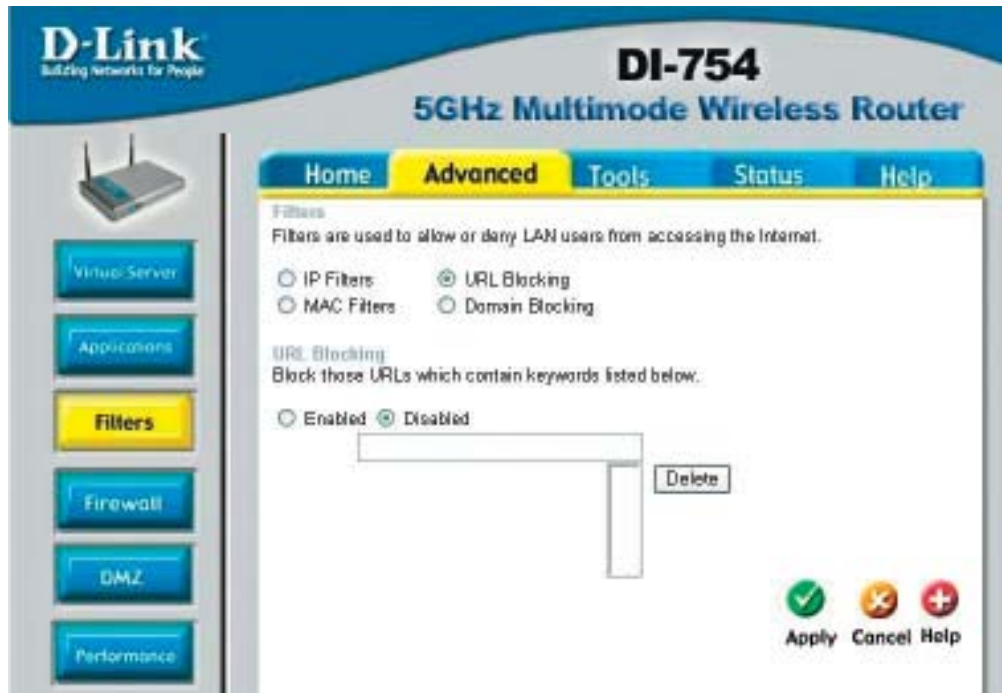 D-Link
Building Networks for People
DI-754
5GHz Multimode Wireless Router
Home
Advanced
Tools
Status
Help
Virtual Server
Applications
Filters
Firewall
DMZ
Performance
Filters
Filters are used to allow or deny LAN users from accessing the Internet.
IP Filters
URL Blocking
MAC Filters
Domain Blocking
URL Blocking
Block those URLs which contain keywords listed below.
Enabled
Disabled
Delete
Apply
Cancel
Help